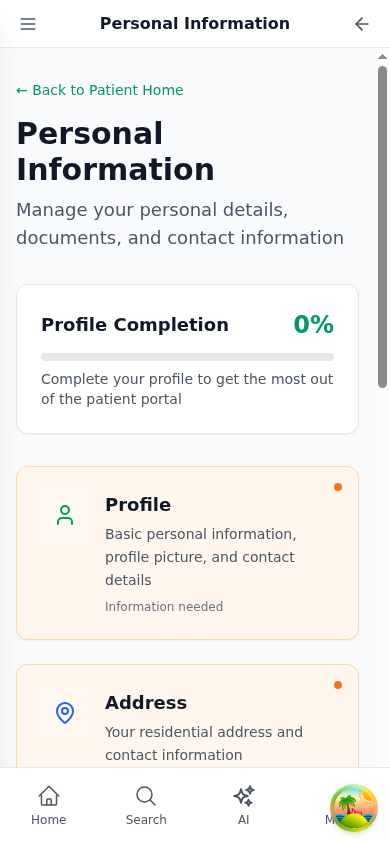 Personal Information
← Back to Patient Home
Personal
Information
Manage your personal details,
documents, and contact information
Profile Completion
0%
Complete your profile to get the most out
of the patient portal
Profile
Basic personal information,
profile picture, and contact
details
Information needed
Address
Your residential address and
contact information
Home
Search
AI